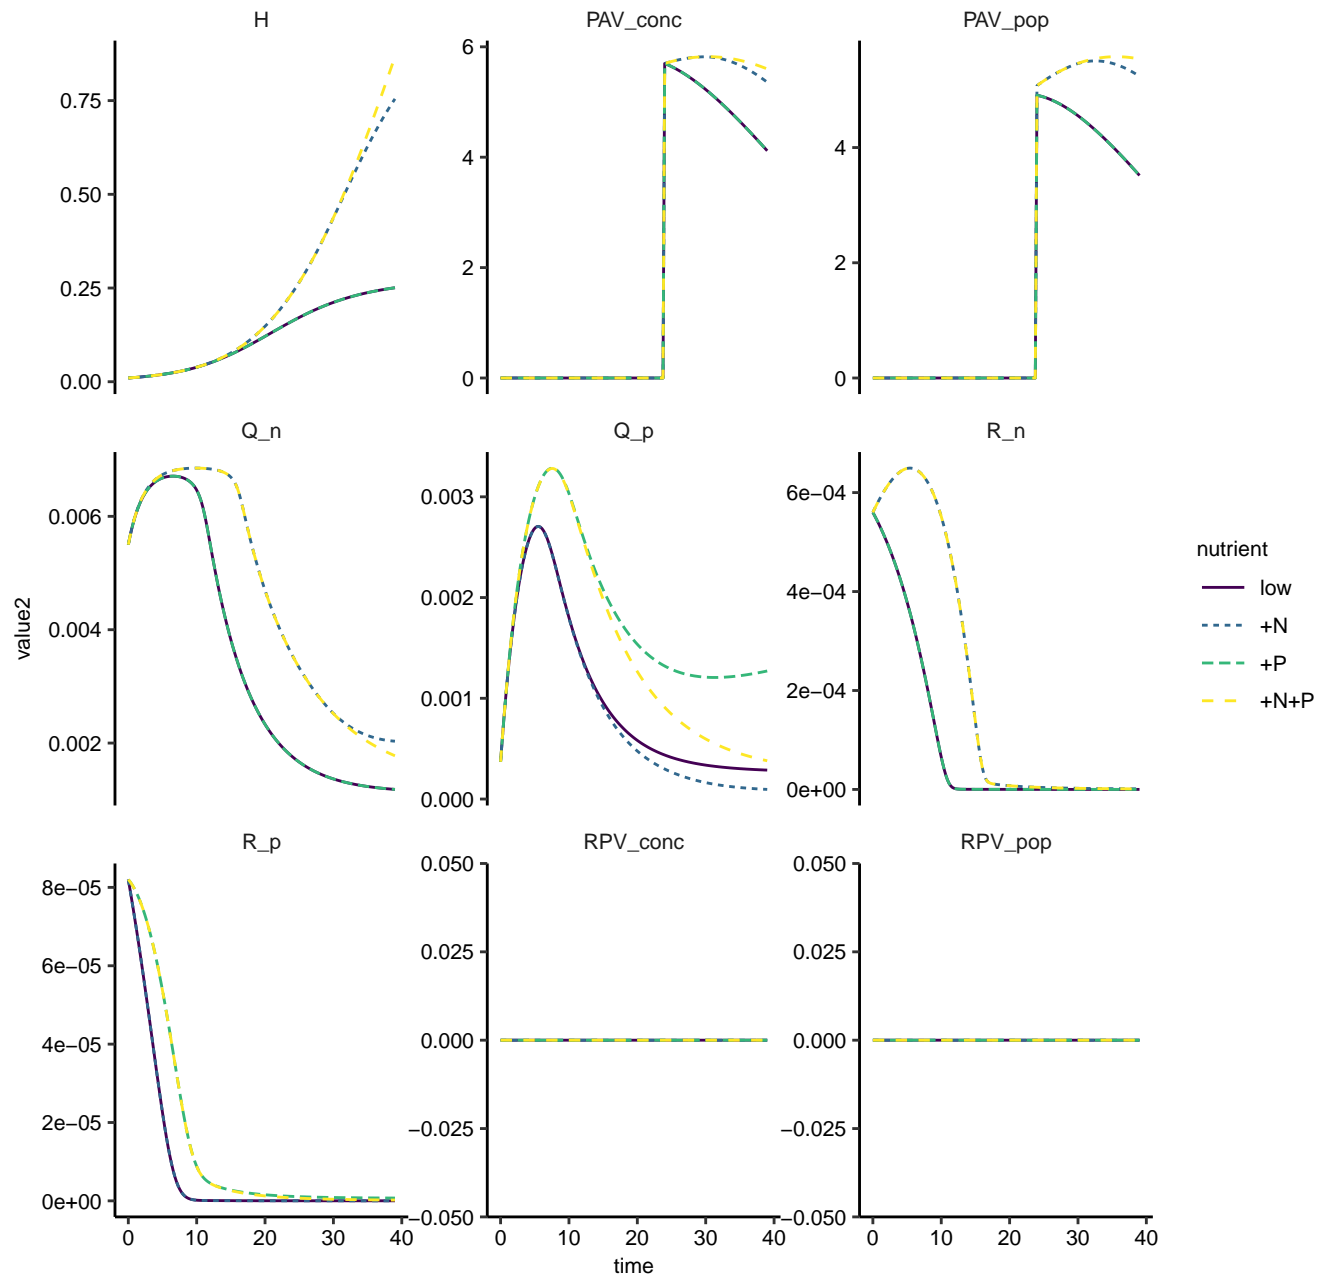 H
PAV_conc
PAV_pop
0.75
0.50
0.25
0.00
6
4
2
0
4
2
0
Q_n
Q_p
R_n
value2
0.006
0.004
0.002
0.003
0.002
0.001
0.000
6e−04
4e−04
2e−04
0e+00
nutrient
low
+N
+P
+N+P
R_p
RPV_conc
RPV_pop
8e−05
6e−05
4e−05
2e−05
0e+00
0.050
0.025
0.000
−0.025
−0.050
0.050
0.025
0.000
−0.025
−0.050
0 10 20 30 40
0 10 20 30 40
0 10 20 30 40
time